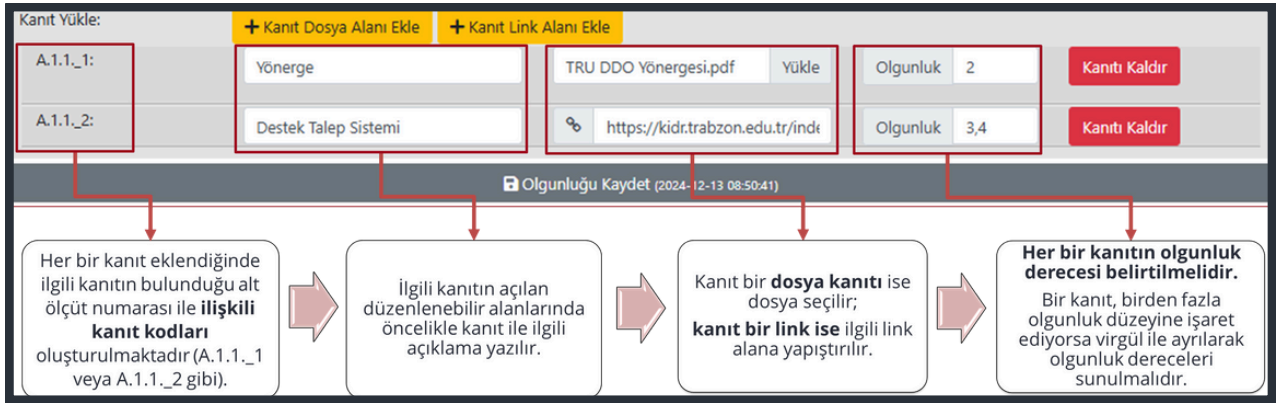 Kanıt Yükle:
+ Kanıt Dosya Alanı Ekle
+ Kanıt Link Alanı Ekle
A.1.1._1:
Yönerge
TRU DDO Yönergesi.pdf
Yükle
Olgunluk
2
Kanıtı Kaldır
A.1.1._2:
Destek Talep Sistemi
https://kidr.trabzon.edu.tr/inde
Olgunluk
3,4
Kanıtı Kaldır
Olgunluğu Kaydet (2024-12-13 08:50:41)
Her bir kanıt eklendiğinde
ilgili kanıtın bulunduğu alt
ölçüt numarası ile ilişkili
kanıt kodları
oluşturulmaktadır (A.1.1._1
veya A.1.1._2 gibi).
İlgili kanıtın açılan
düzenlenebilir alanlarında
öncelikle kanıt ile ilgili
açıklama yazılır.
Kanıt bir dosya kanıtı ise
dosya seçilir;
kanıt bir link ise ilgili link
alana yapıştırılır.
Her bir kanıtın olgunluk
derecesi belirtilmelidir.
Bir kanıt, birden fazla
olgunluk düzeyine işaret
ediyorsa virgül ile ayrılarak
olgunluk dereceleri
sunulmalıdır.